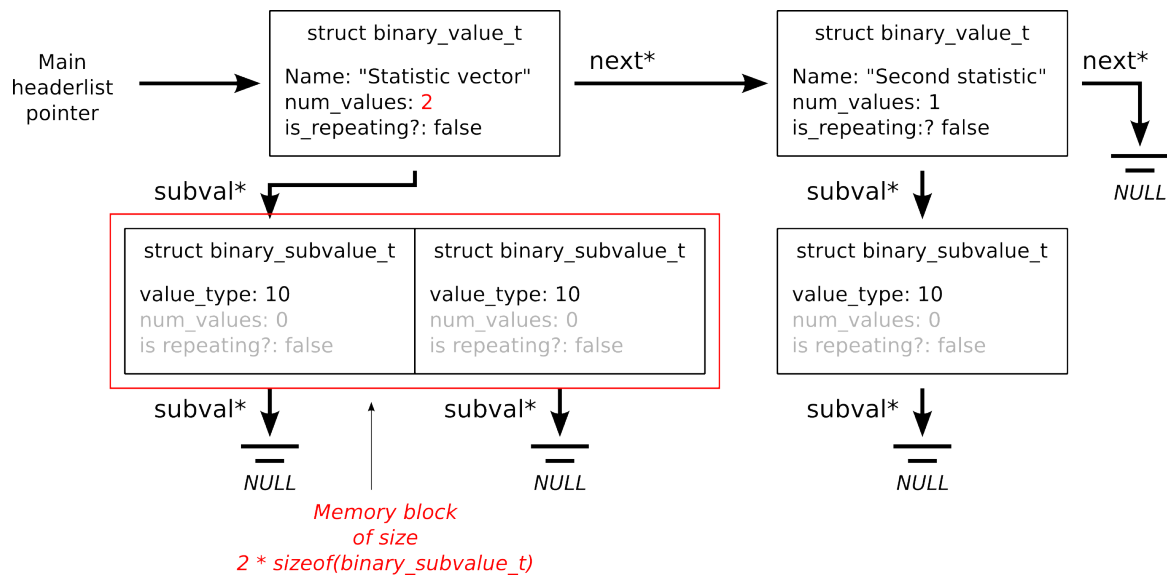 Main
headerlist
pointer
struct binary_value_t
Name: "Statistic vector"
num_values: 2
is_repeating?: false
next*
struct binary_value_t
Name: "Second statistic"
num_values: 1
is_repeating:? false
next*
NULL
subval*
struct binary_subvalue_t
value_type: 10
num_values: 0
is repeating?: false
struct binary_subvalue_t
value_type: 10
num_values: 0
is repeating?: false
subval*
struct binary_subvalue_t
value_type: 10
num_values: 0
is repeating?: false
subval*
NULL
subval*
NULL
subval*
NULL
Memory block
of size
2 * sizeof(binary_subvalue_t)